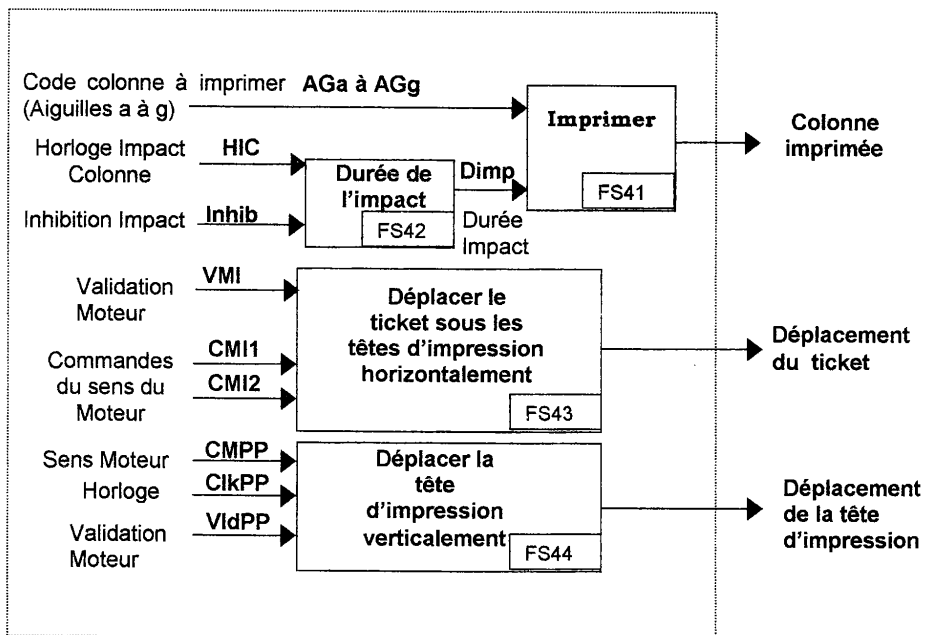 Code colonne à imprimer AGa à AGg
(Aiguilles a à g)
Imprimer
FS41
Colonne
imprimée
Horloge Impact
Colonne
HIC
Inhibition Impact
Inhib
Durée de
l'impact
FS42
Dimp
Durée
Impact
Validation
Moteur
VMI
Commandes
du sens du
Moteur
CMI1
CMI2
Déplacer le
ticket sous les
têtes d'impression
horizontalement
FS43
Déplacement
du ticket
Sens Moteur
CMPP
Horloge
ClkPP
Validation
Moteur
VldPP
Déplacer la
tête
d'impression
verticalement
FS44
Déplacement
de la tête
d'impression